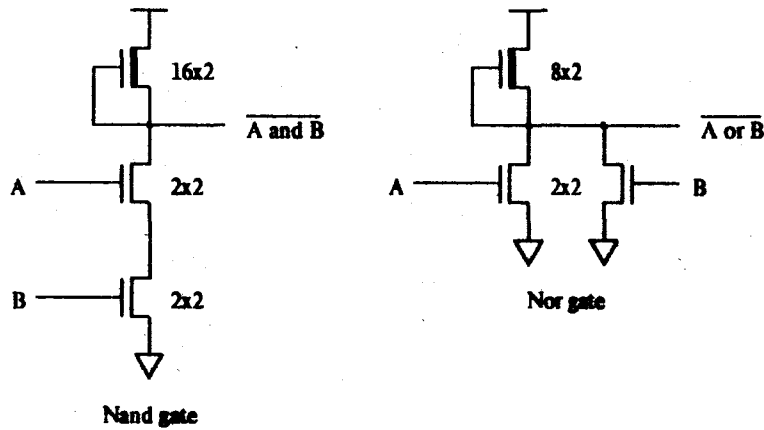 16x2
A and B
A
2x2
B
2x2
Nand gate
8x2
A or B
A
2x2
B
Nor gate